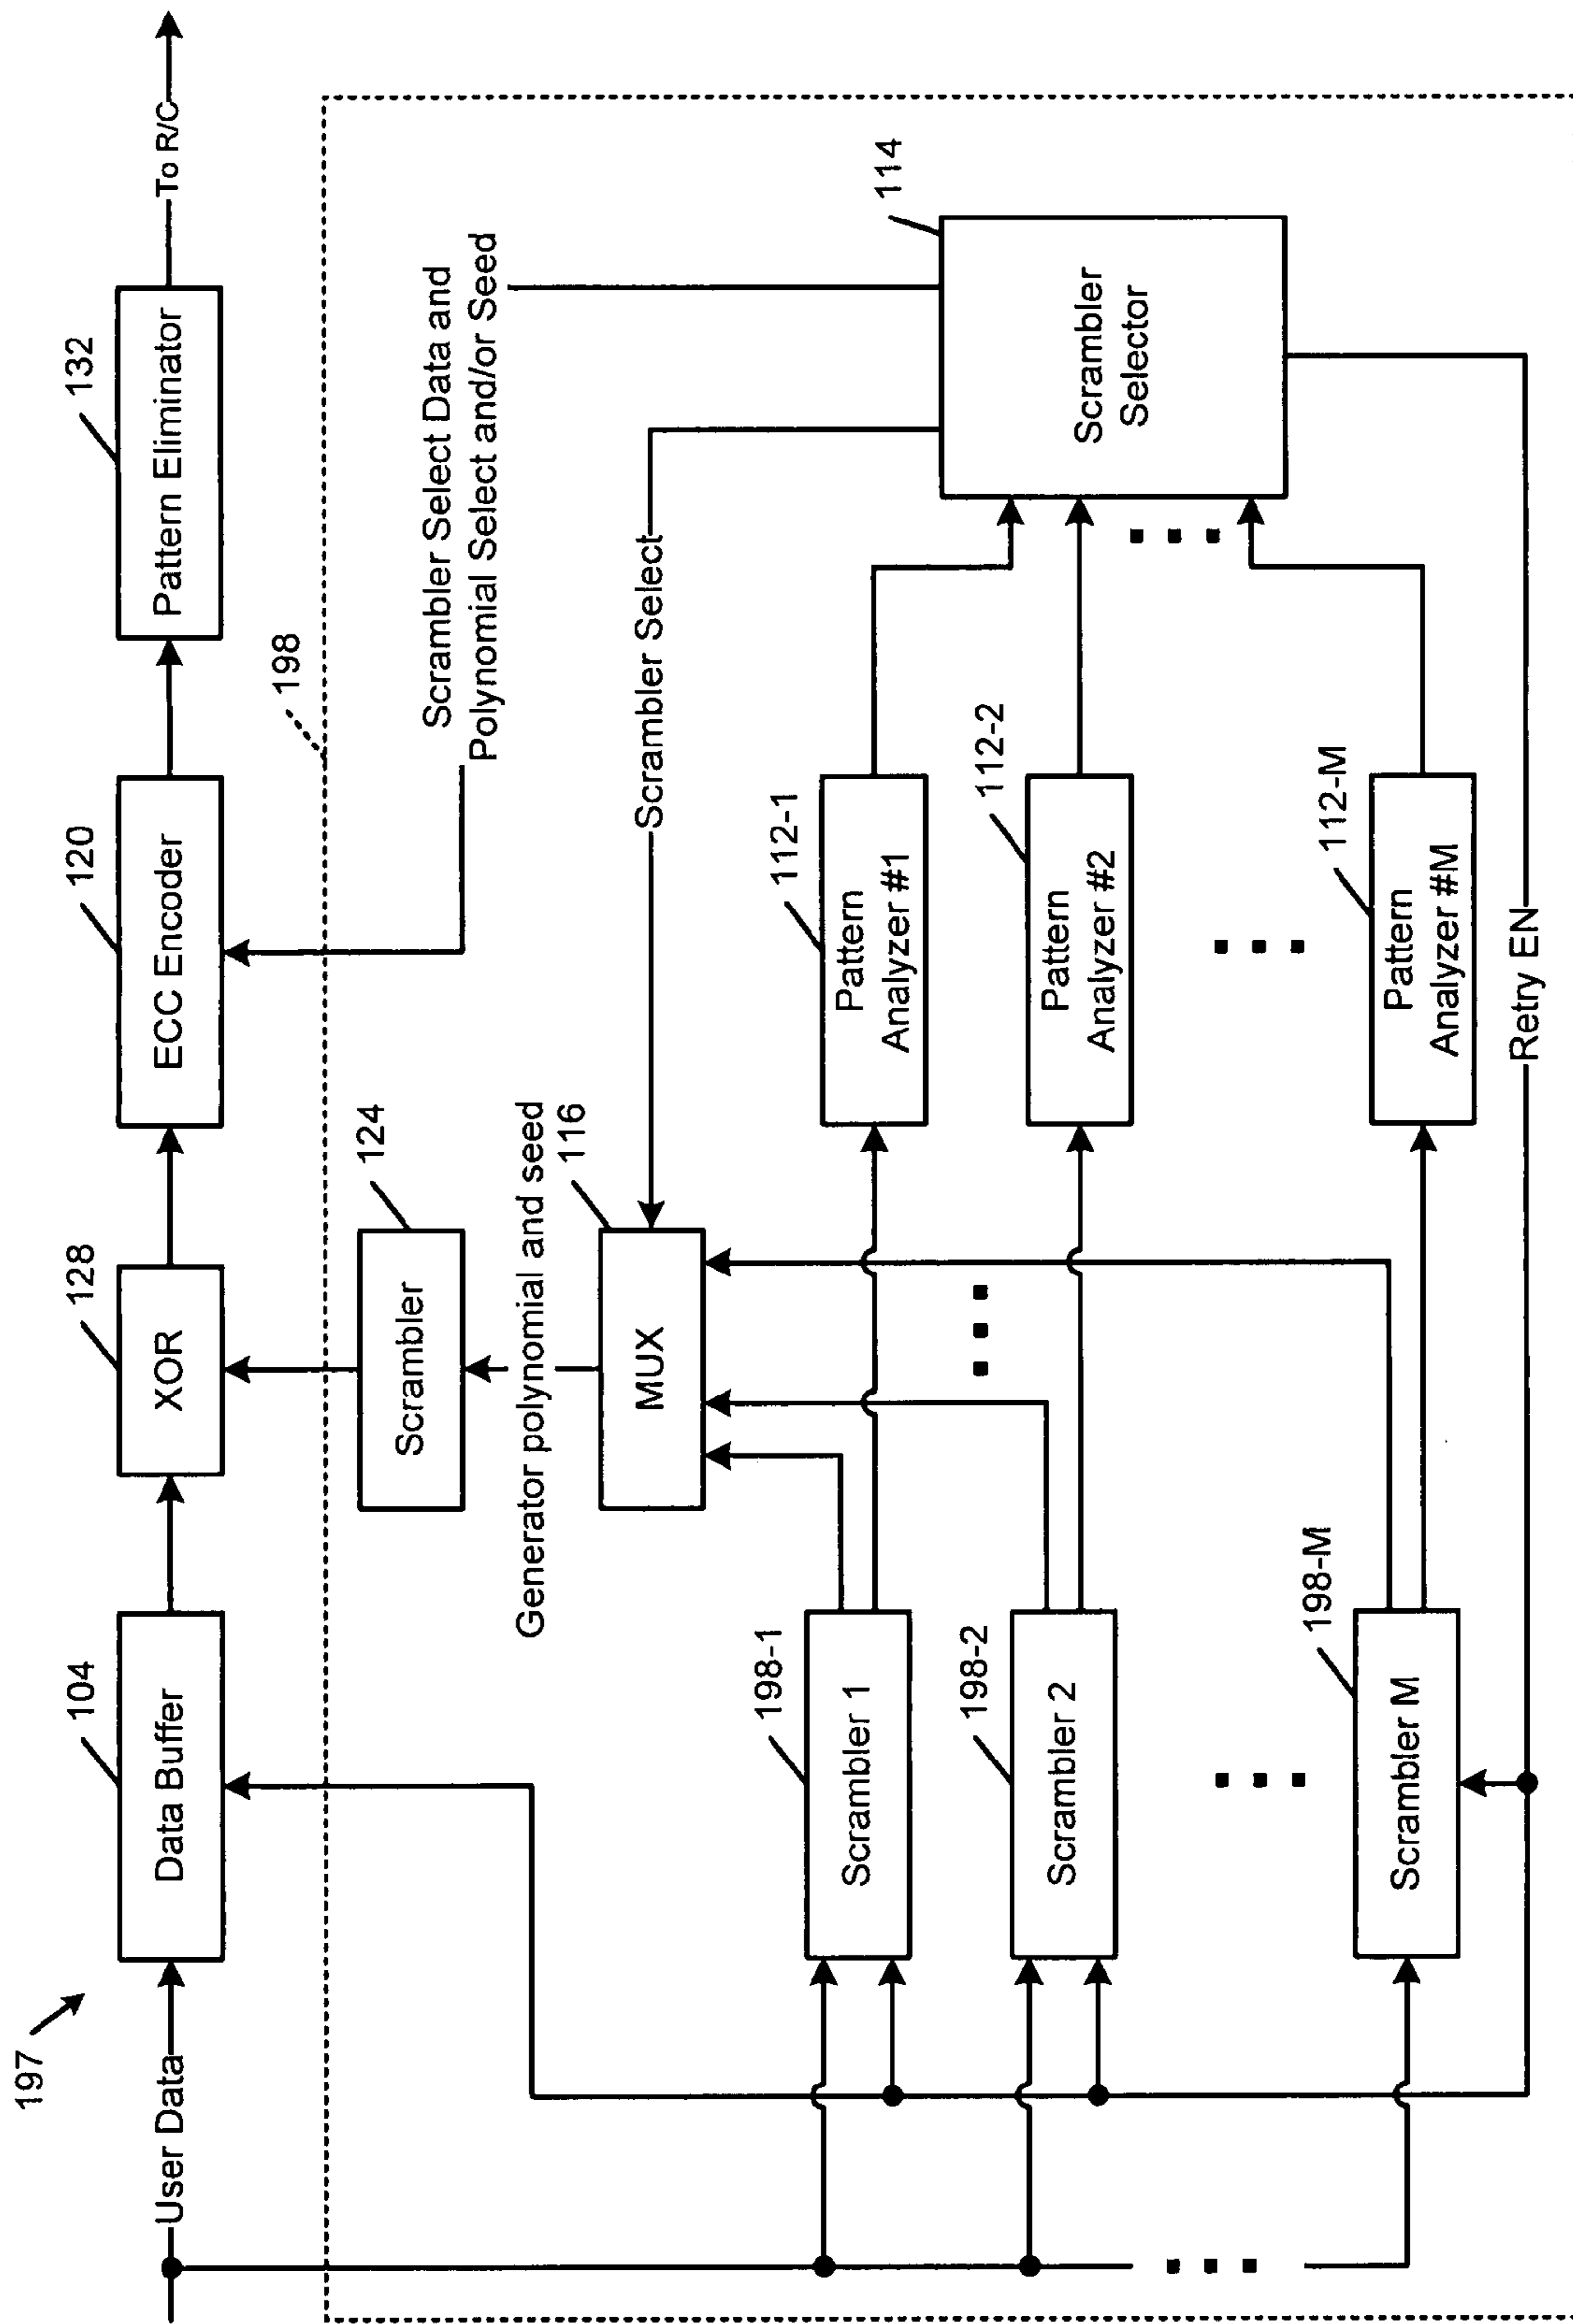 197
User Data
104
Data Buffer
128
XOR
120
ECC Encoder
132
Pattern Eliminator
To R/C
198
124
Scrambler
Scrambler Select Data and
Polynomial Select and/or Seed
Generator polynomial and seed
116
MUX
Scrambler Select
114
Scrambler
Selector
198-1
Scrambler 1
112-1
Pattern
Analyzer #1
198-2
Scrambler 2
112-2
Pattern
Analyzer #2
198-M
Scrambler M
112-M
Pattern
Analyzer #M
Retry EN